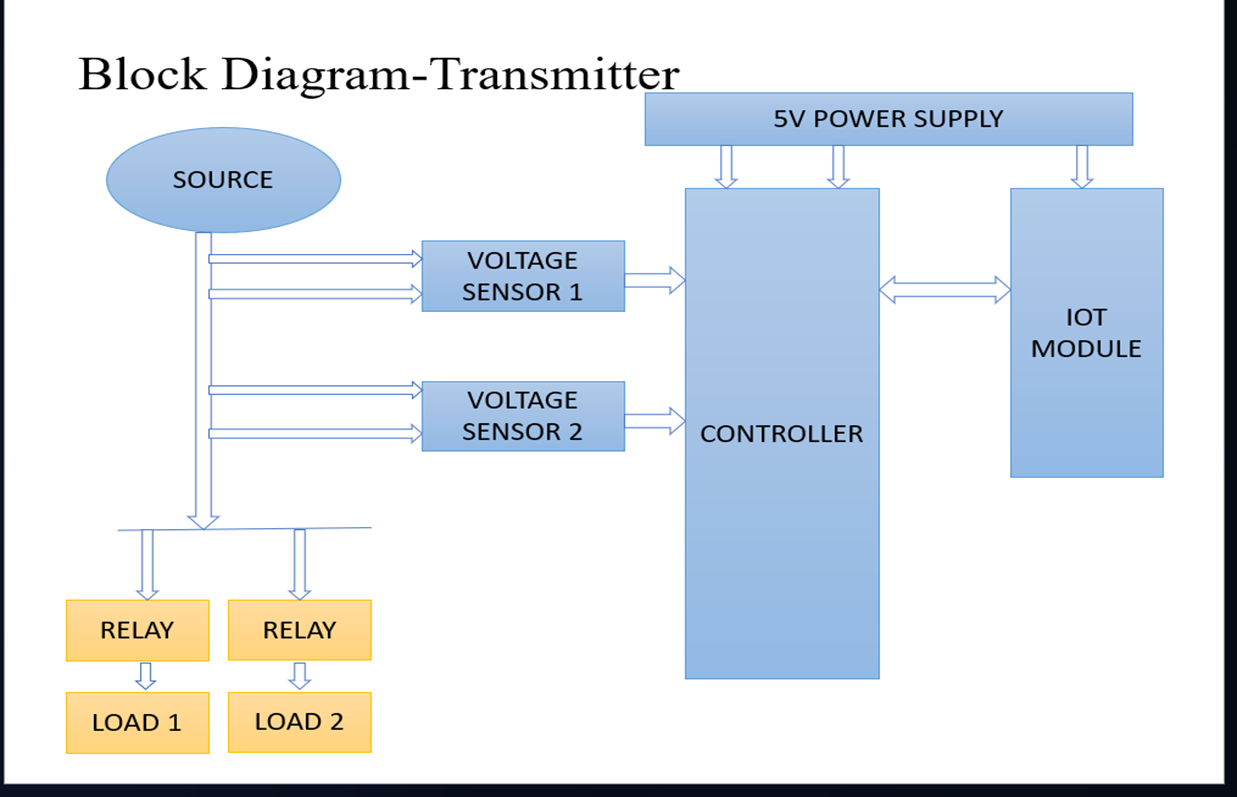 Block Diagram-Transmitter
5V POWER SUPPLY
SOURCE
VOLTAGE
SENSOR 1
VOLTAGE
SENSOR 2
CONTROLLER
IOT
MODULE
RELAY
RELAY
LOAD 1
LOAD 2